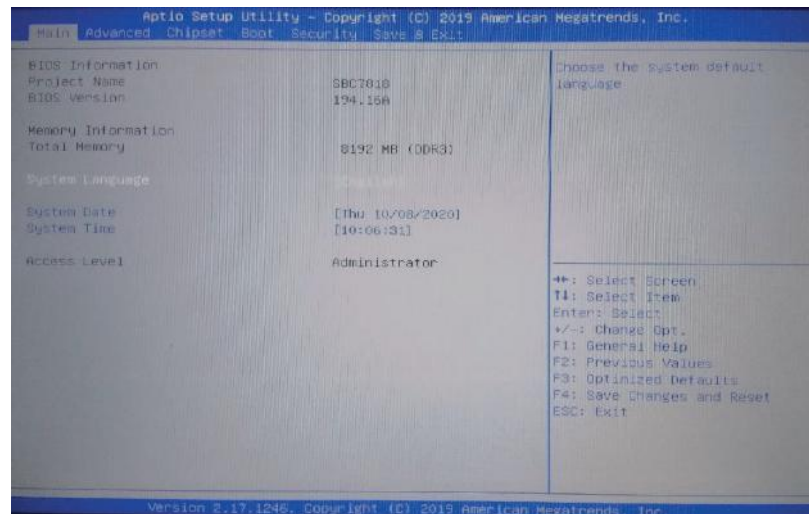 Aptio Setup Utility - Copyright (C) 2019 American Megatrends, Inc.
Main Advanced Chipset Boot Security Save & Exit
BIOS Information
Project Name SBC7810
BIOS Version 194.16A
Memory Information
Total Memory 8192 MB (DDR3)
System Language [English]
System Date [Thu 10/08/2020]
System Time [10:06:31]
Access Level Administrator
Choose the system default
language
→←: Select Screen
↑↓: Select Item
Enter: Select
+/-: Change Opt.
F1: General Help
F2: Previous Values
F3: Optimized Defaults
F4: Save Changes and Reset
ESC: Exit
Version 2.17.1246. Copyright (C) 2019 American Megatrends, Inc.